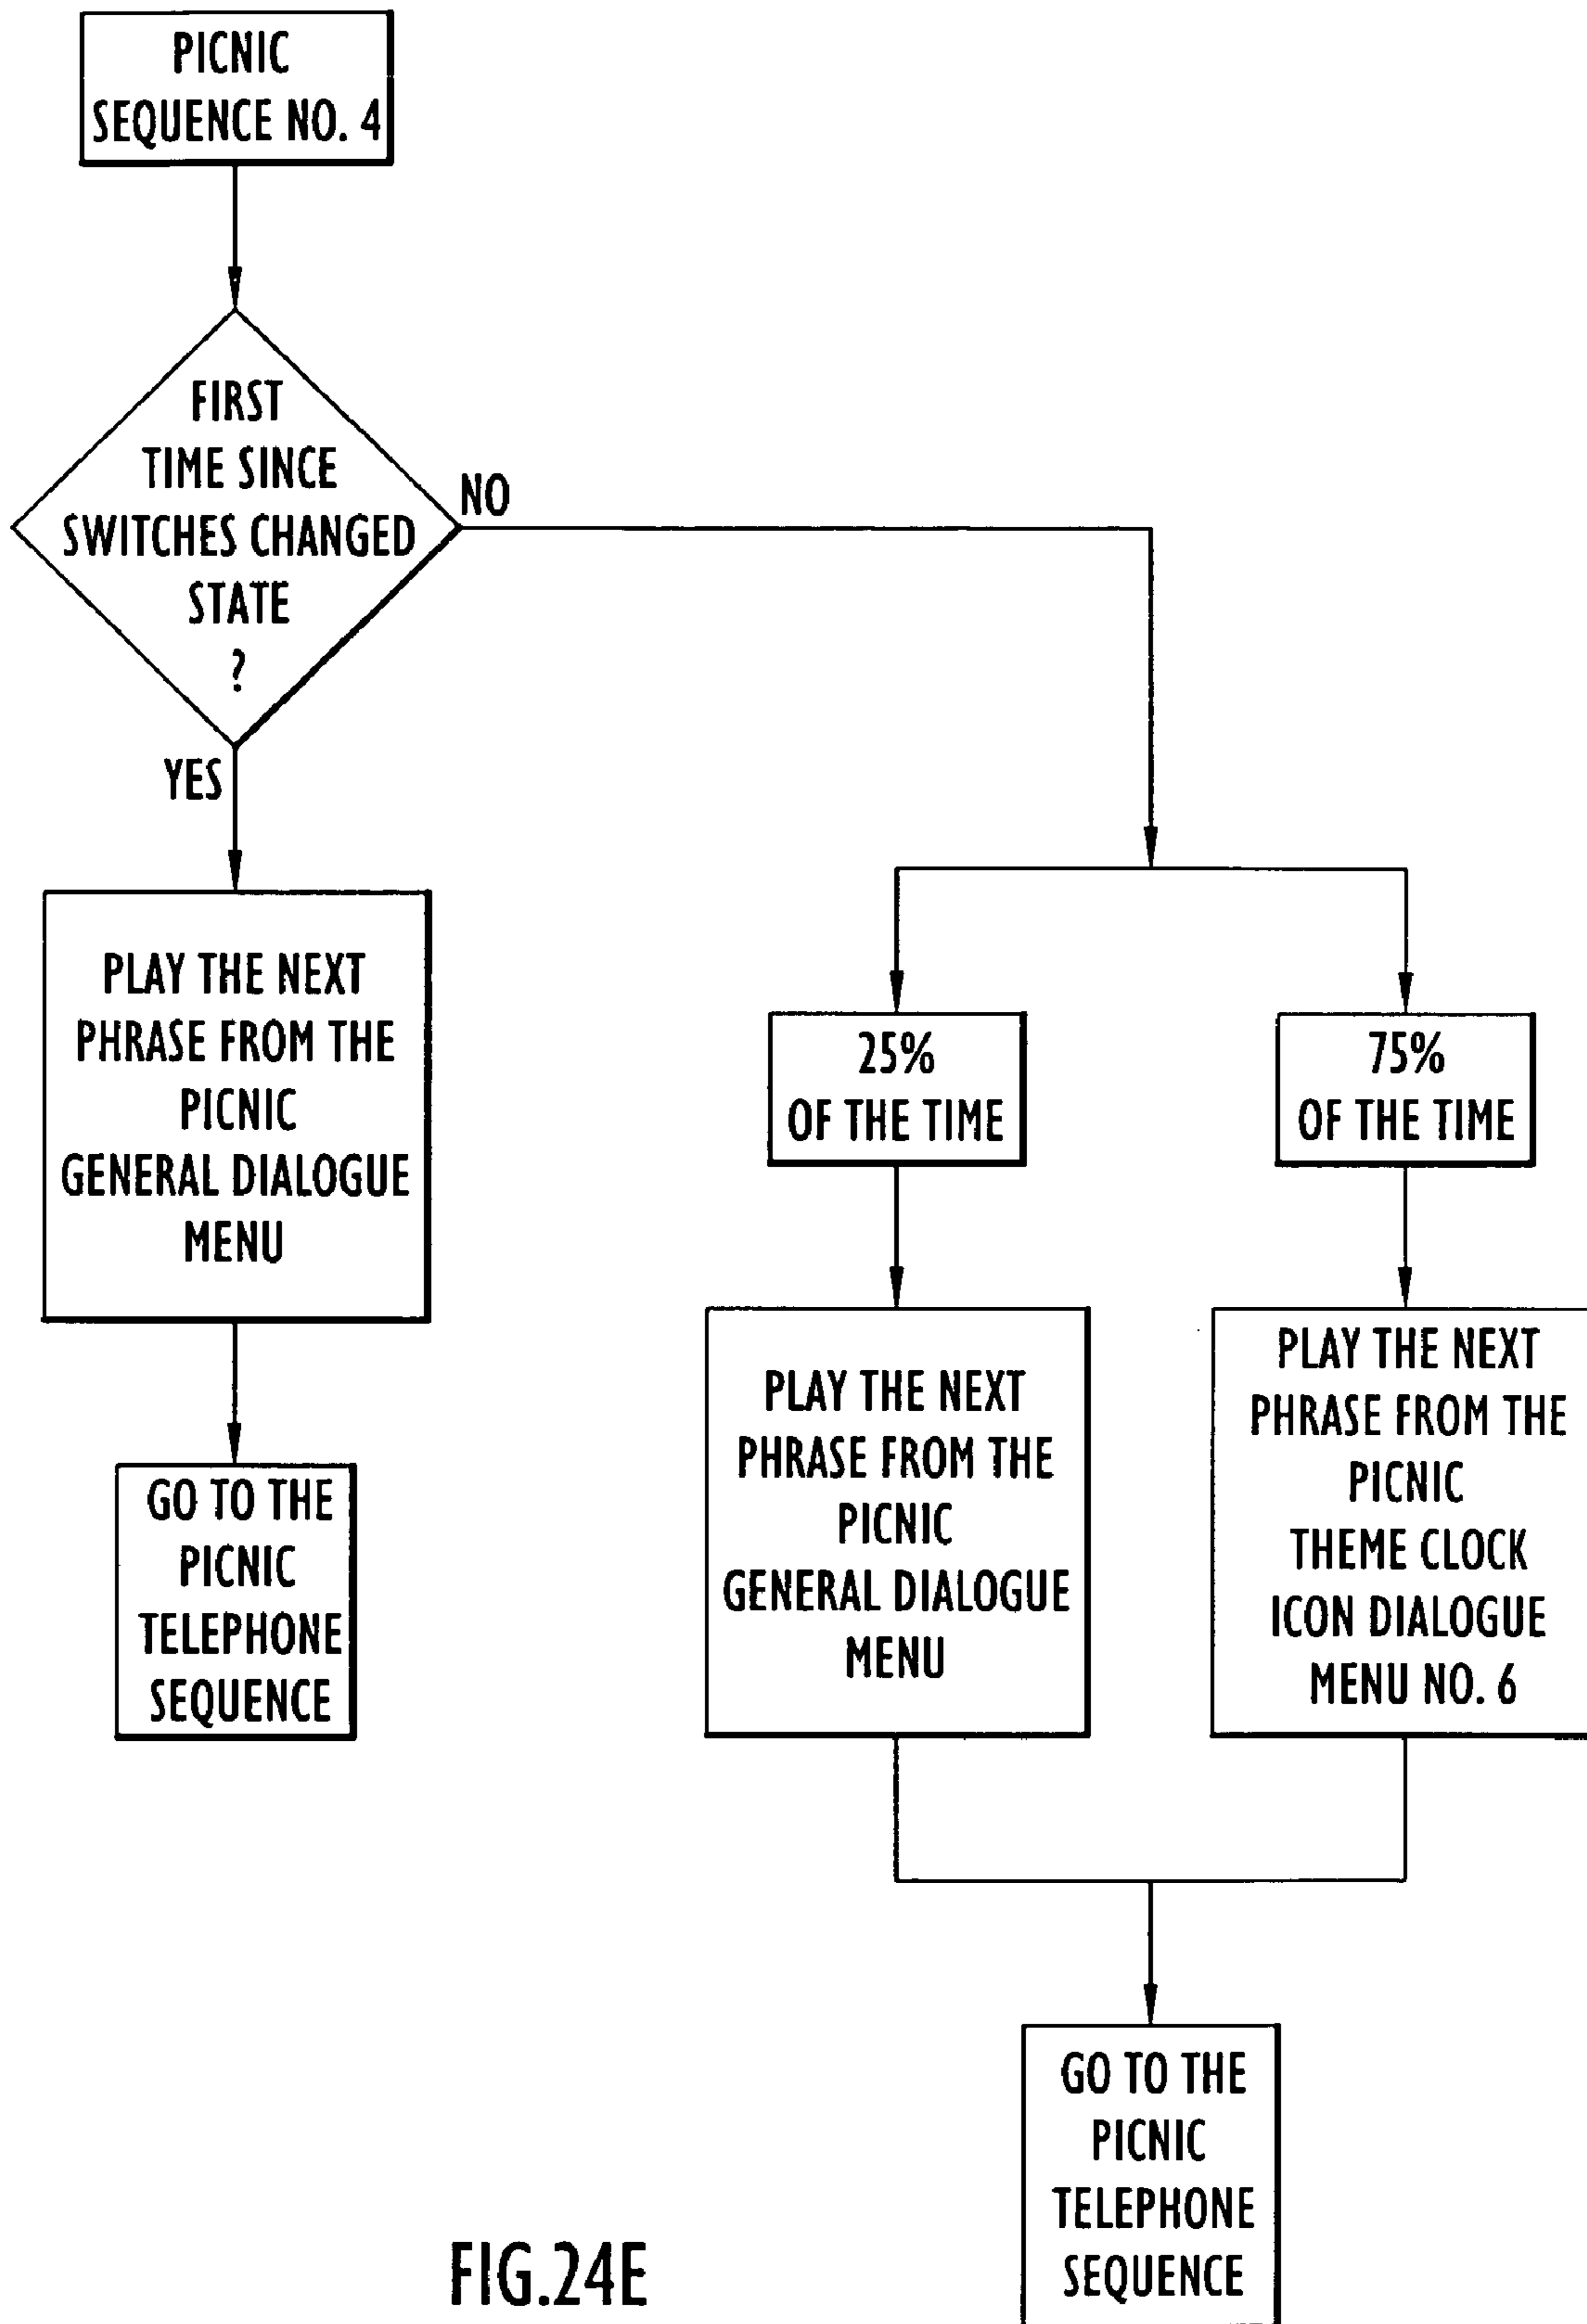 PICNIC
SEQUENCE NO. 4
FIRST
TIME SINCE
SWITCHES CHANGED
STATE
?
NO
YES
PLAY THE NEXT
PHRASE FROM THE
PICNIC
GENERAL DIALOGUE
MENU
GO TO THE
PICNIC
TELEPHONE
SEQUENCE
25%
OF THE TIME
75%
OF THE TIME
PLAY THE NEXT
PHRASE FROM THE
PICNIC
GENERAL DIALOGUE
MENU
PLAY THE NEXT
PHRASE FROM THE
PICNIC
THEME CLOCK
ICON DIALOGUE
MENU NO. 6
GO TO THE
PICNIC
TELEPHONE
SEQUENCE
FIG.24E